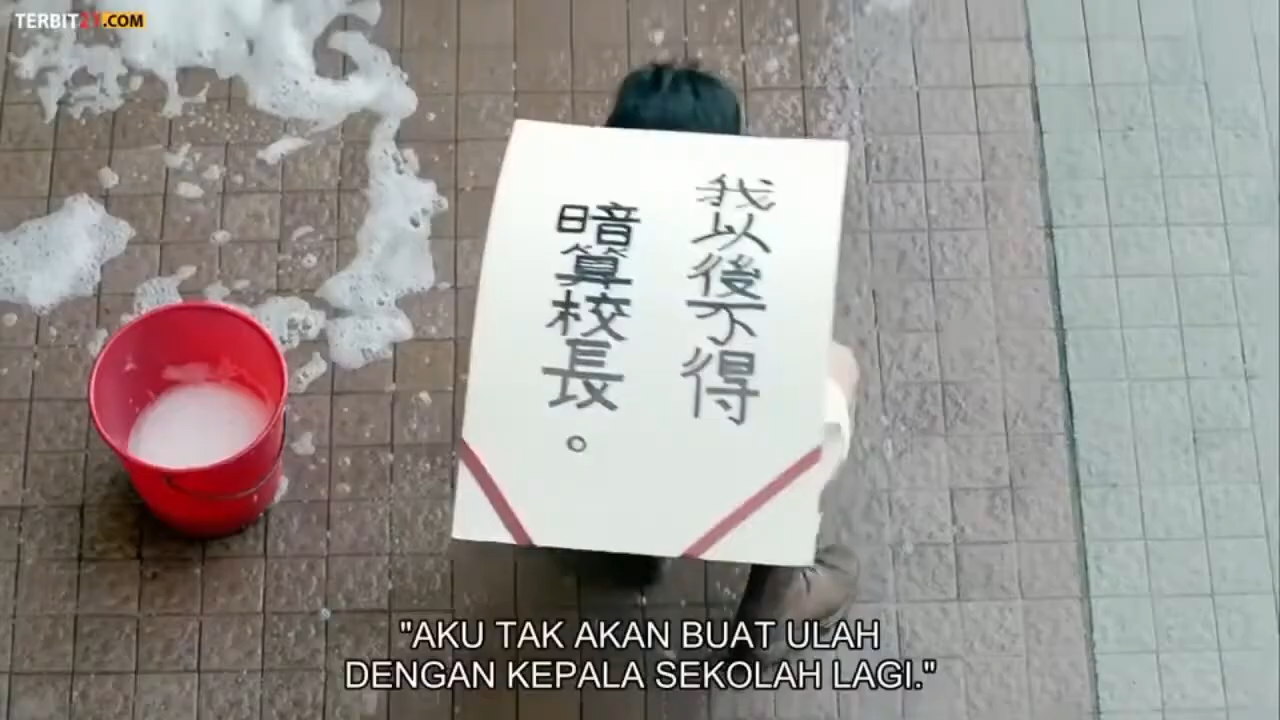 TERBIT21.COM
我以後不得
暗算校長。
"AKU TAK AKAN BUAT ULAH
DENGAN KEPALA SEKOLAH LAGI."